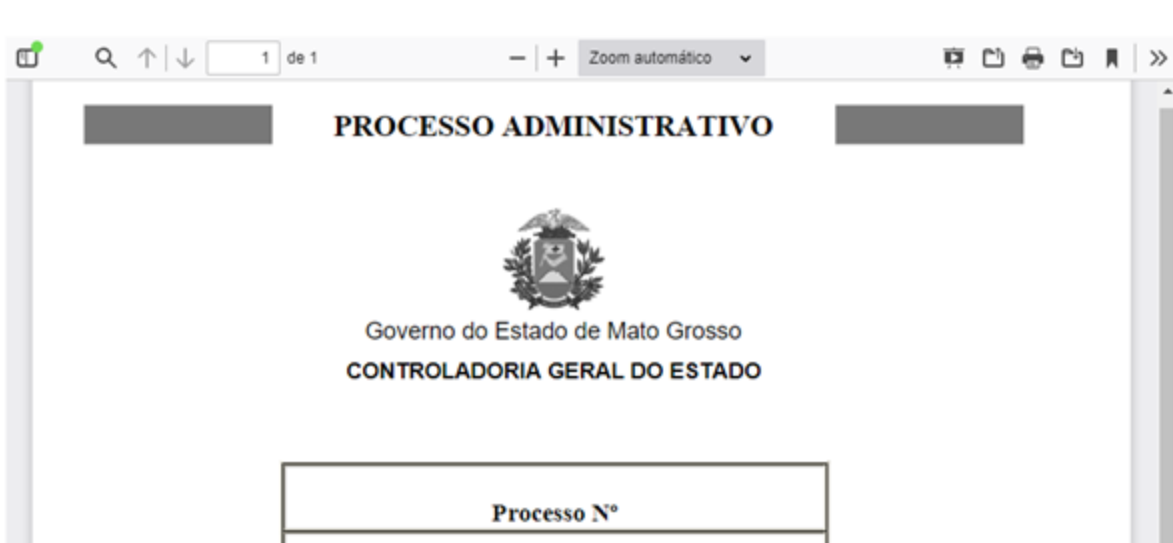 1 de 1 Zoom automático
PROCESSO ADMINISTRATIVO
Governo do Estado de Mato Grosso
CONTROLADORIA GERAL DO ESTADO
Processo Nº